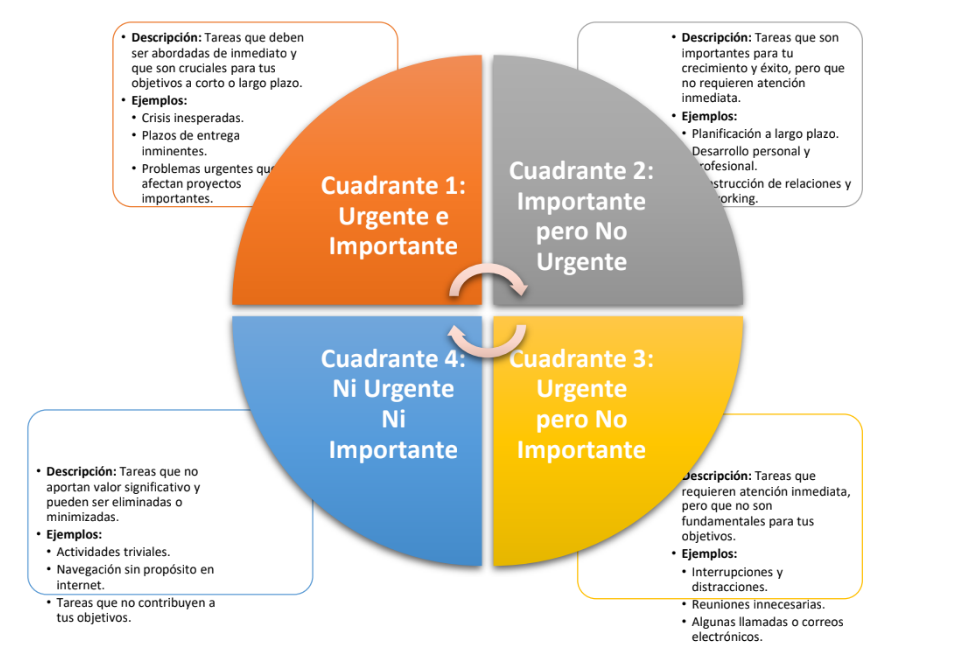 • Descripción: Tareas que deben
ser abordadas de inmediato y
que son cruciales para tus
objetivos a corto o largo plazo.
• Ejemplos:
• Crisis inesperadas.
• Plazos de entrega
inminentes.
• Problemas urgentes que
afectan proyectos
importantes.
Cuadrante 1:
Urgente e
Importante
• Descripción: Tareas que son
importantes para tu
crecimiento y éxito, pero que
no requieren atención
inmediata.
• Ejemplos:
• Planificación a largo plazo.
Desarrollo personal y
rofesional.
strucción de relaciones y
working.
Cuadrante 2:
Importante
pero No
Urgente
Cuadrante 4:
Ni Urgente
Ni
Importante
• Descripción: Tareas que no
aportan valor significativo y
pueden ser eliminadas o
minimizadas.
• Ejemplos:
• Actividades triviales.
• Navegación sin propósito en
internet.
• Tareas que no contribuyen a
tus objetivos.
Cuadrante 3:
Urgente
pero No
Importante
Descripción: Tareas que
requieren atención inmediata,
pero que no son
fundamentales para tus
objetivos.
• Ejemplos:
• Interrupciones y
distracciones.
• Reuniones innecesarias.
• Algunas llamadas o correos
electrónicos.